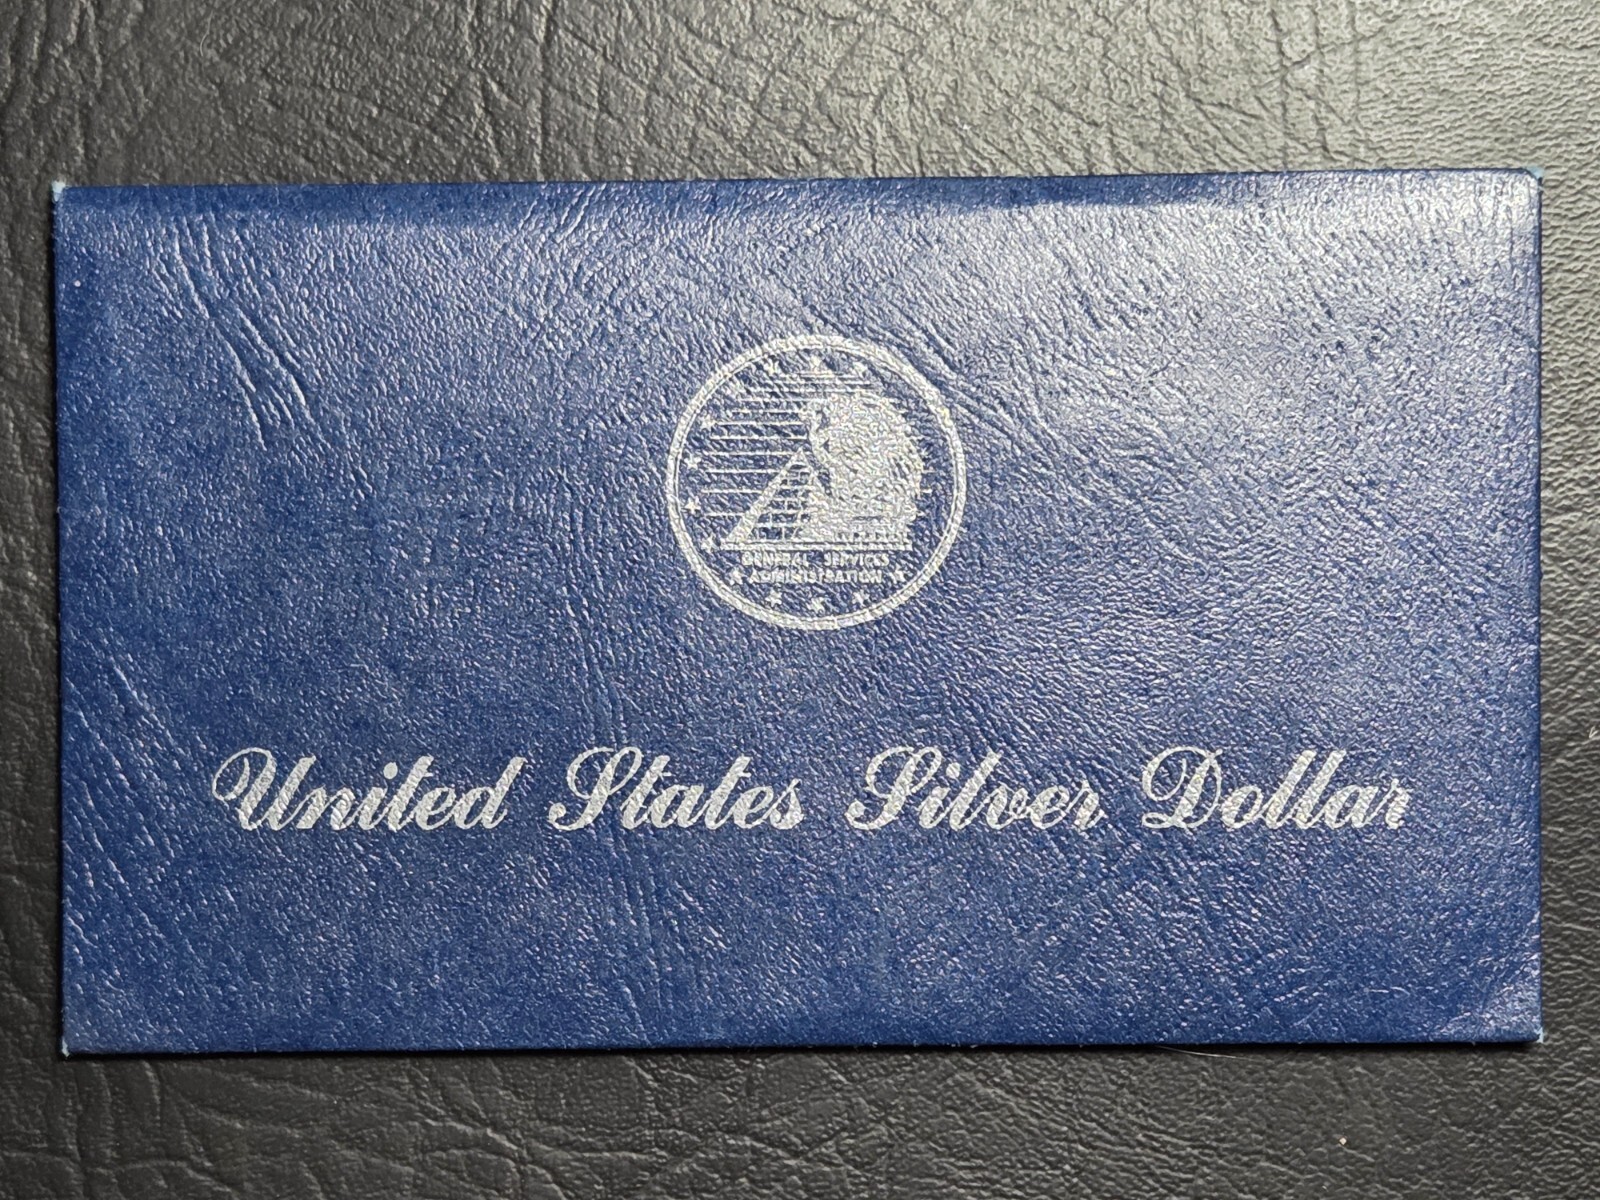 GENERAL SERVICES
ADMINISTRATION
United States Silver Dollar